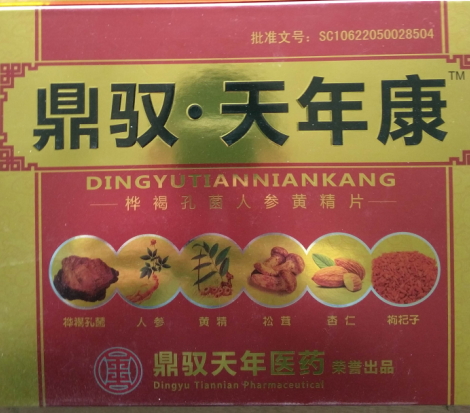 批准文号：SC10622050028504
鼎驭·天年康 TM
DINGYUTIANNIANKANG
桦褐孔菌人参黄精片
桦褐孔菌 人参 黄精 松茸 杏仁 枸杞子
鼎驭天年医药 荣誉出品
Dingyu Tiannian Pharmaceutical